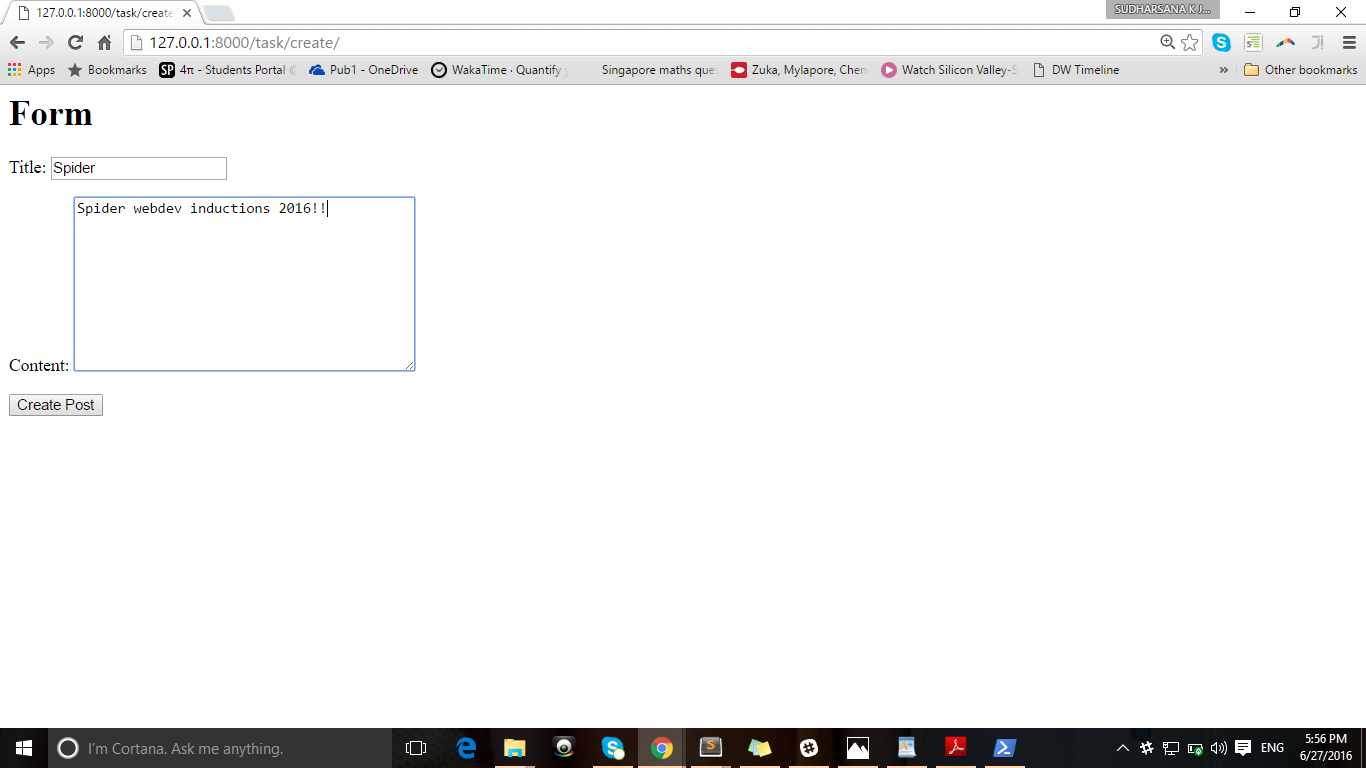 127.0.0.1:8000/task/create
SUDHARSANA K J...
127.0.0.1:8000/task/create/
Apps
Bookmarks
SP 4π - Students Portal
Pub1 - OneDrive
WakaTime · Quantify
Singapore maths que
Zuka, Mylapore, Chen
Watch Silicon Valley-S
DW Timeline
»
Other bookmarks
Form
Title: Spider
Spider webdev inductions 2016!!
Content:
Create Post
I'm Cortana. Ask me anything.
ENG
5:56 PM
6/27/2016